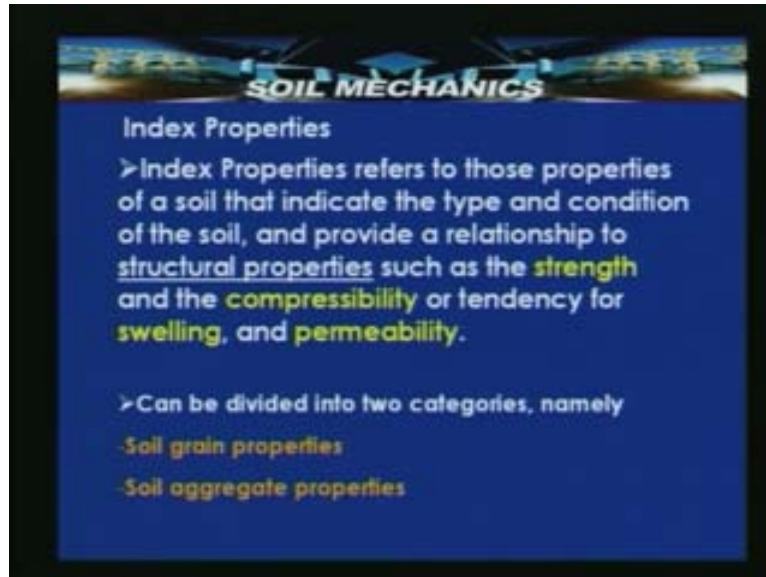 SOIL MECHANICS
Index Properties
➢Index Properties refers to those properties
of a soil that indicate the type and condition
of the soil, and provide a relationship to
structural properties such as the strength
and the compressibility or tendency for
swelling, and permeability.
➢Can be divided into two categories, namely
-Soil grain properties
-Soil aggregate properties